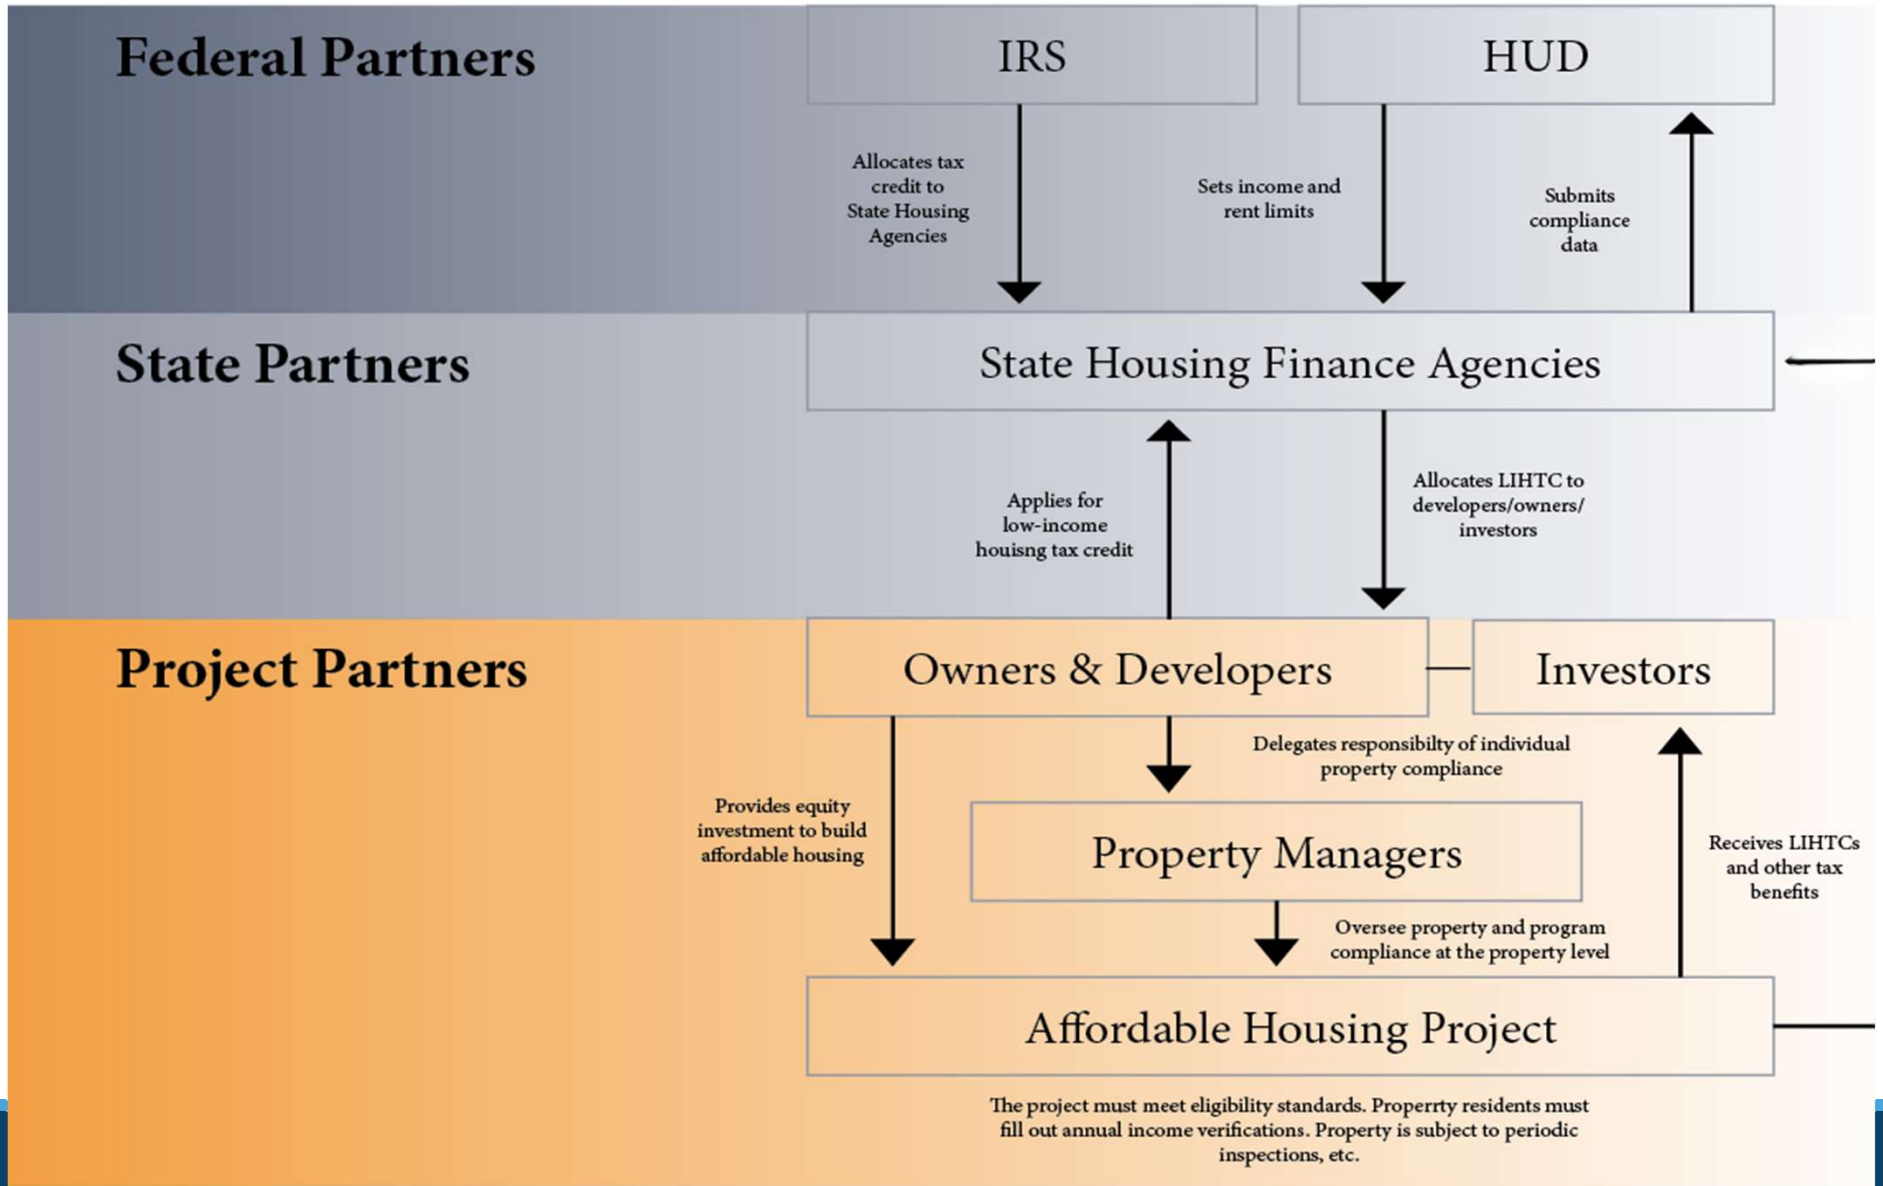 Federal Partners
IRS
HUD
Allocates tax
credit to
State Housing
Agencies
Sets income and
rent limits
Submits
compliance
data
State Partners
State Housing Finance Agencies
Applies for
low-income
houisng tax credit
Allocates LIHTC to
developers/owners/
investors
Project Partners
Owners & Developers
Investors
Delegates responsibilty of individual
property compliance
Provides equity
investment to build
affordable housing
Property Managers
Receives LIHTCs
and other tax
benefits
Oversee property and program
compliance at the property level
Affordable Housing Project
The project must meet eligibility standards. Properrty residents must
fill out annual income verifications. Property is subject to periodic
inspections, etc.